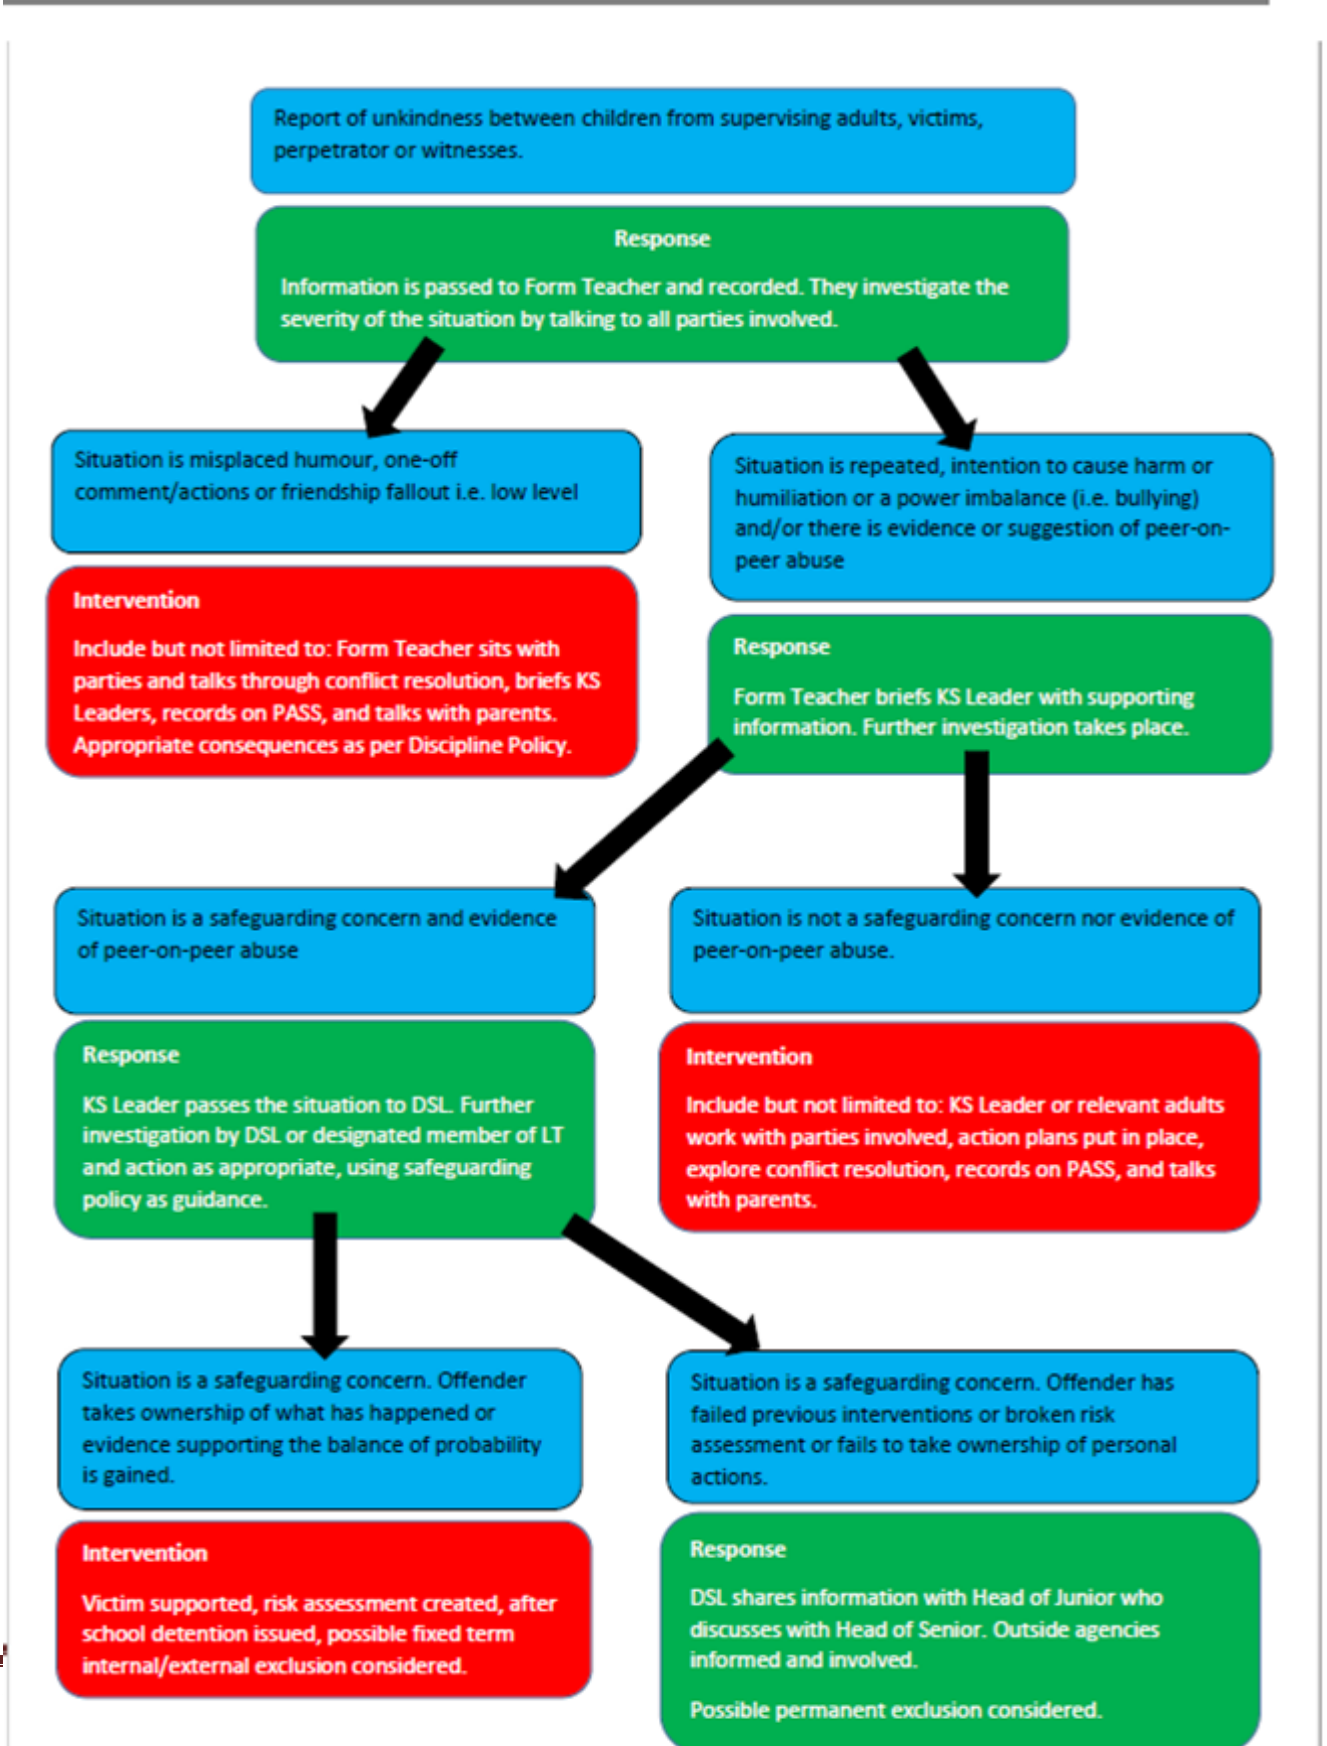 Report of unkindness between children from supervising adults, victims,
perpetrator or witnesses.
Response
Information is passed to Form Teacher and recorded. They investigate the
severity of the situation by talking to all parties involved.
Situation is misplaced humour, one-off
comment/actions or friendship fallout i.e. low level
Situation is repeated, intention to cause harm or
humiliation or a power imbalance (i.e. bullying)
and/or there is evidence or suggestion of peer-on-
peer abuse
Intervention
Include but not limited to: Form Teacher sits with
parties and talks through conflict resolution, briefs KS
Leaders, records on PASS, and talks with parents.
Appropriate consequences as per Discipline Policy.
Response
Form Teacher briefs KS Leader with supporting
information. Further investigation takes place.
Situation is a safeguarding concern and evidence
of peer-on-peer abuse
Situation is not a safeguarding concern nor evidence of
peer-on-peer abuse.
Response
KS Leader passes the situation to DSL. Further
investigation by DSL or designated member of LT
and action as appropriate, using safeguarding
policy as guidance.
Intervention
Include but not limited to: KS Leader or relevant adults
work with parties involved, action plans put in place,
explore conflict resolution, records on PASS, and talks
with parents.
Situation is a safeguarding concern. Offender
takes ownership of what has happened or
evidence supporting the balance of probability
is gained.
Situation is a safeguarding concern. Offender has
failed previous interventions or broken risk
assessment or fails to take ownership of personal
actions.
Intervention
Victim supported, risk assessment created, after
school detention issued, possible fixed term
internal/external exclusion considered.
Response
DSL shares information with Head of Junior who
discusses with Head of Senior. Outside agencies
informed and involved.
Possible permanent exclusion considered.